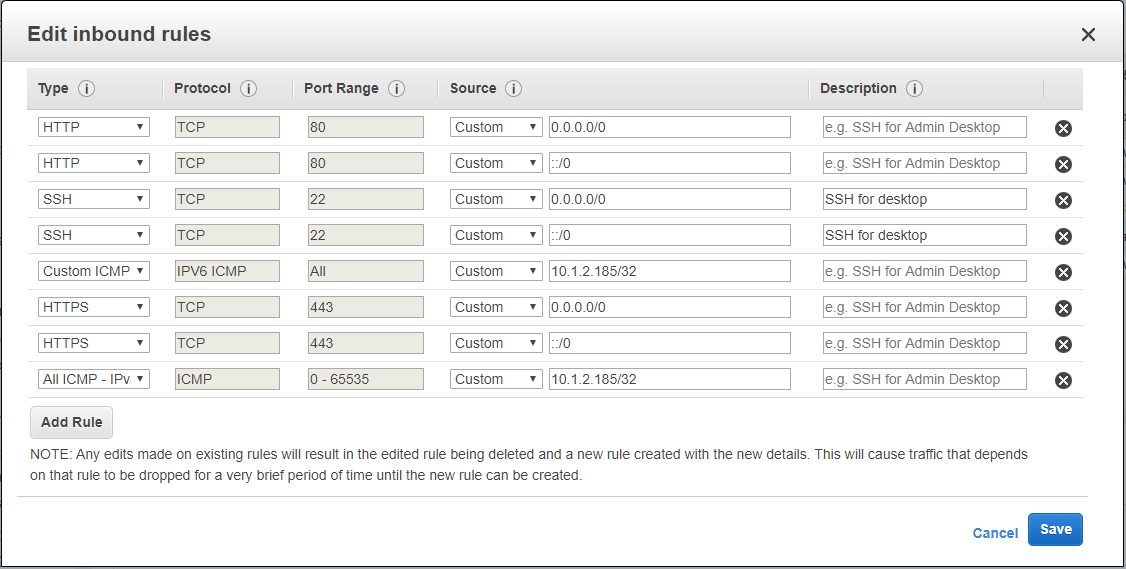 Edit inbound rules
Type Protocol Port Range Source Description
HTTP TCP 80 Custom 0.0.0.0/0 e.g. SSH for Admin Desktop
HTTP TCP 80 Custom ::/0 e.g. SSH for Admin Desktop
SSH TCP 22 Custom 0.0.0.0/0 SSH for desktop
SSH TCP 22 Custom ::/0 SSH for desktop
Custom ICMP IPV6 ICMP All Custom 10.1.2.185/32 e.g. SSH for Admin Desktop
HTTPS TCP 443 Custom 0.0.0.0/0 e.g. SSH for Admin Desktop
HTTPS TCP 443 Custom ::/0 e.g. SSH for Admin Desktop
All ICMP - IPv ICMP 0 - 65535 Custom 10.1.2.185/32 e.g. SSH for Admin Desktop
Add Rule
NOTE: Any edits made on existing rules will result in the edited rule being deleted and a new rule created with the new details. This will cause traffic that depends
on that rule to be dropped for a very brief period of time until the new rule can be created.
Cancel Save